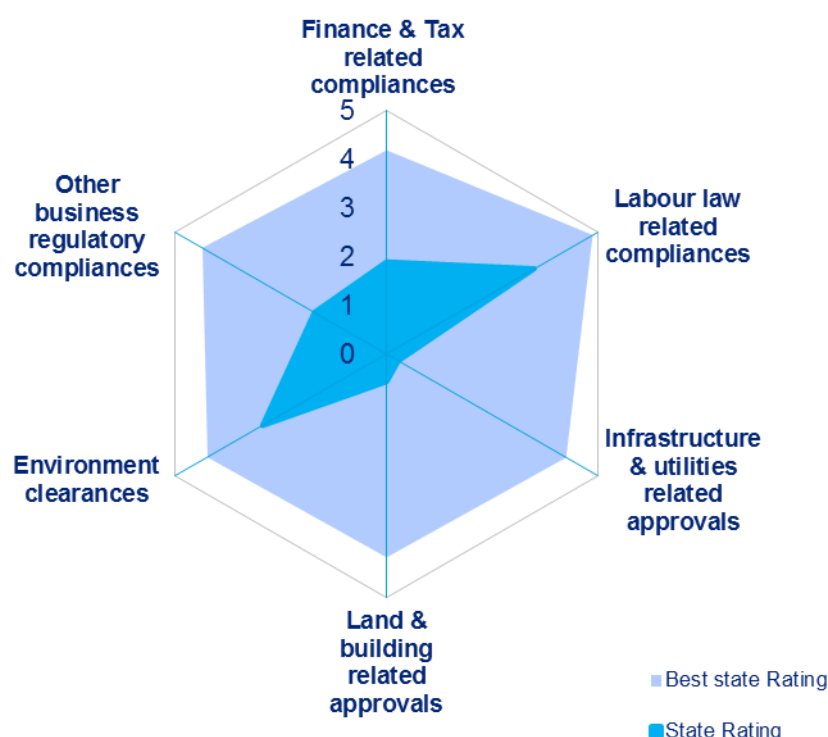 Finance & Tax
related
compliances
5
4
3
2
1
0
Labour law
related
compliances
Infrastructure
& utilities
related
approvals
Land &
building
related
approvals
Environment
clearances
Other
business
regulatory
compliances
Best state Rating
State Rating